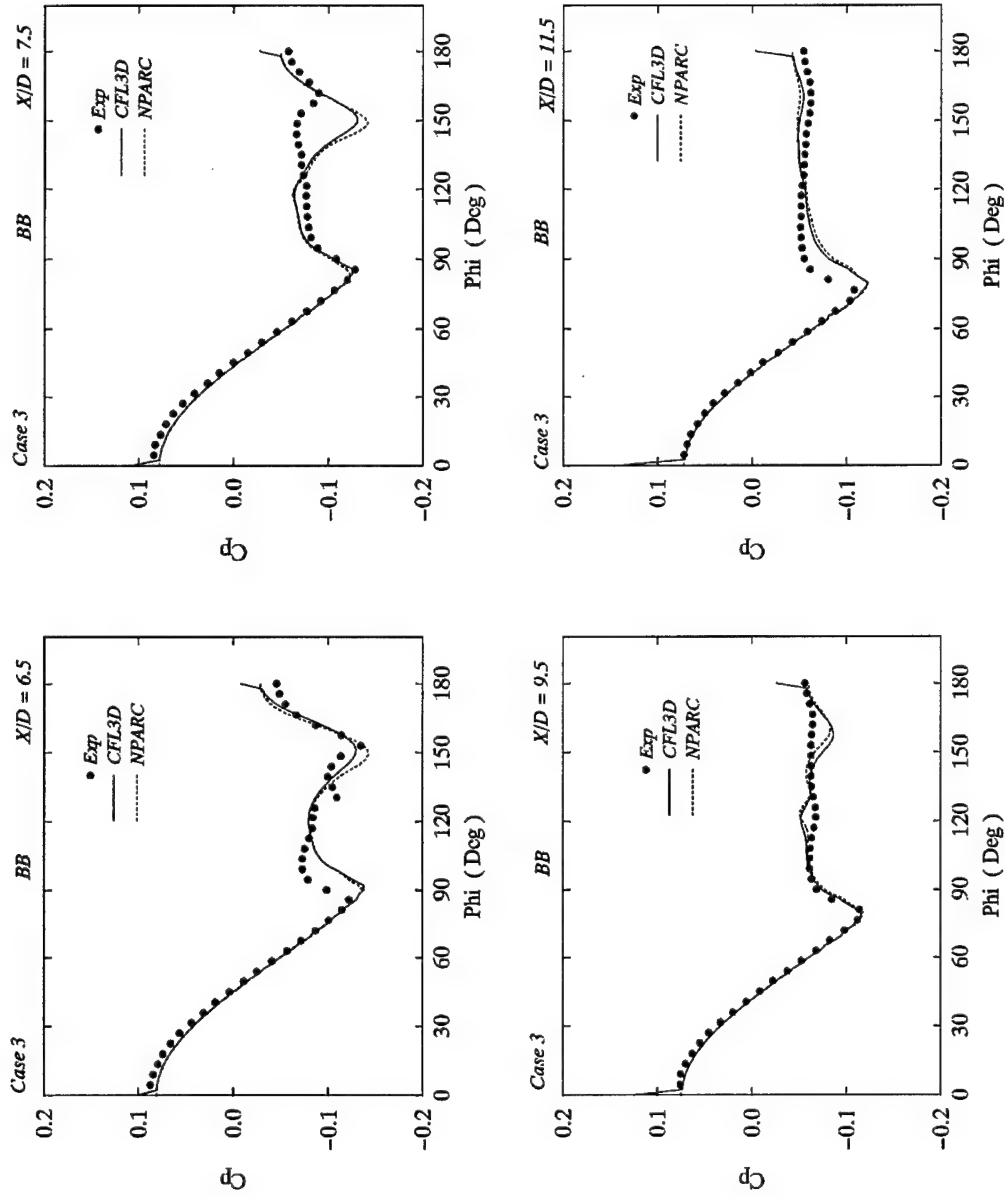 Case 3 BB X/D = 6.5
Exp
CFL3D
NPARC
0.2
0.1
0.0
−0.1
−0.2
Cp
0 30 60 90 120 150 180
Phi ( Deg )
Case 3 BB X/D = 7.5
Exp
CFL3D
NPARC
0.2
0.1
0.0
−0.1
−0.2
Cp
0 30 60 90 120 150 180
Phi ( Deg )
Case 3 BB X/D = 9.5
Exp
CFL3D
NPARC
0.2
0.1
0.0
−0.1
−0.2
Cp
0 30 60 90 120 150 180
Phi ( Deg )
Case 3 BB X/D = 11.5
Exp
CFL3D
NPARC
0.2
0.1
0.0
−0.1
−0.2
Cp
0 30 60 90 120 150 180
Phi ( Deg )